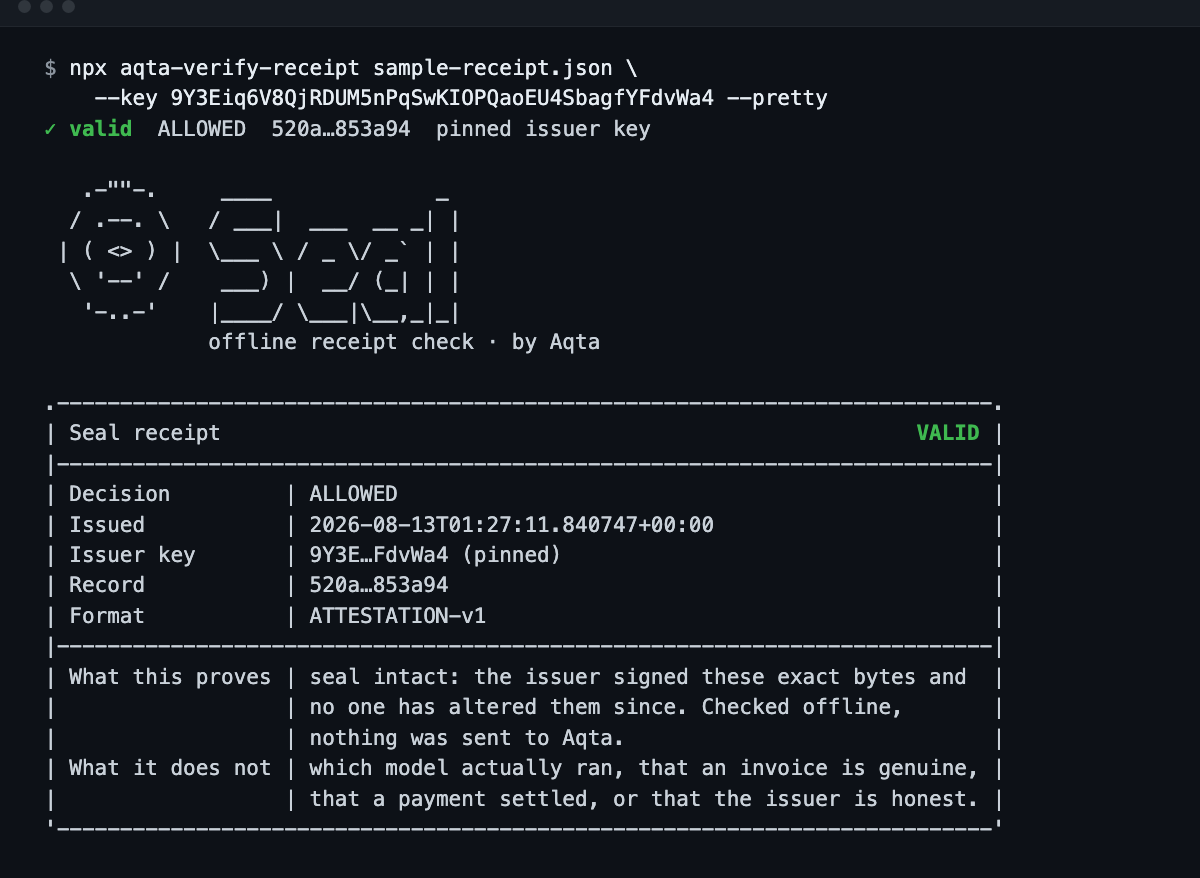 $ npx aqta-verify-receipt sample-receipt.json \
--key 9Y3Eiq6V8QjRDUM5nPqSwKIOPQaoEU4SbagfYFdvWa4 --pretty
✓ valid  ALLOWED  520a…853a94  pinned issuer key
Seal
offline receipt check · by Aqta
Seal receipt VALID
Decision | ALLOWED
Issued | 2026-08-13T01:27:11.840747+00:00
Issuer key | 9Y3E…FdvWa4 (pinned)
Record | 520a…853a94
Format | ATTESTATION-v1
What this proves | seal intact: the issuer signed these exact bytes and
no one has altered them since. Checked offline,
nothing was sent to Aqta.
What it does not | which model actually ran, that an invoice is genuine,
that a payment settled, or that the issuer is honest.